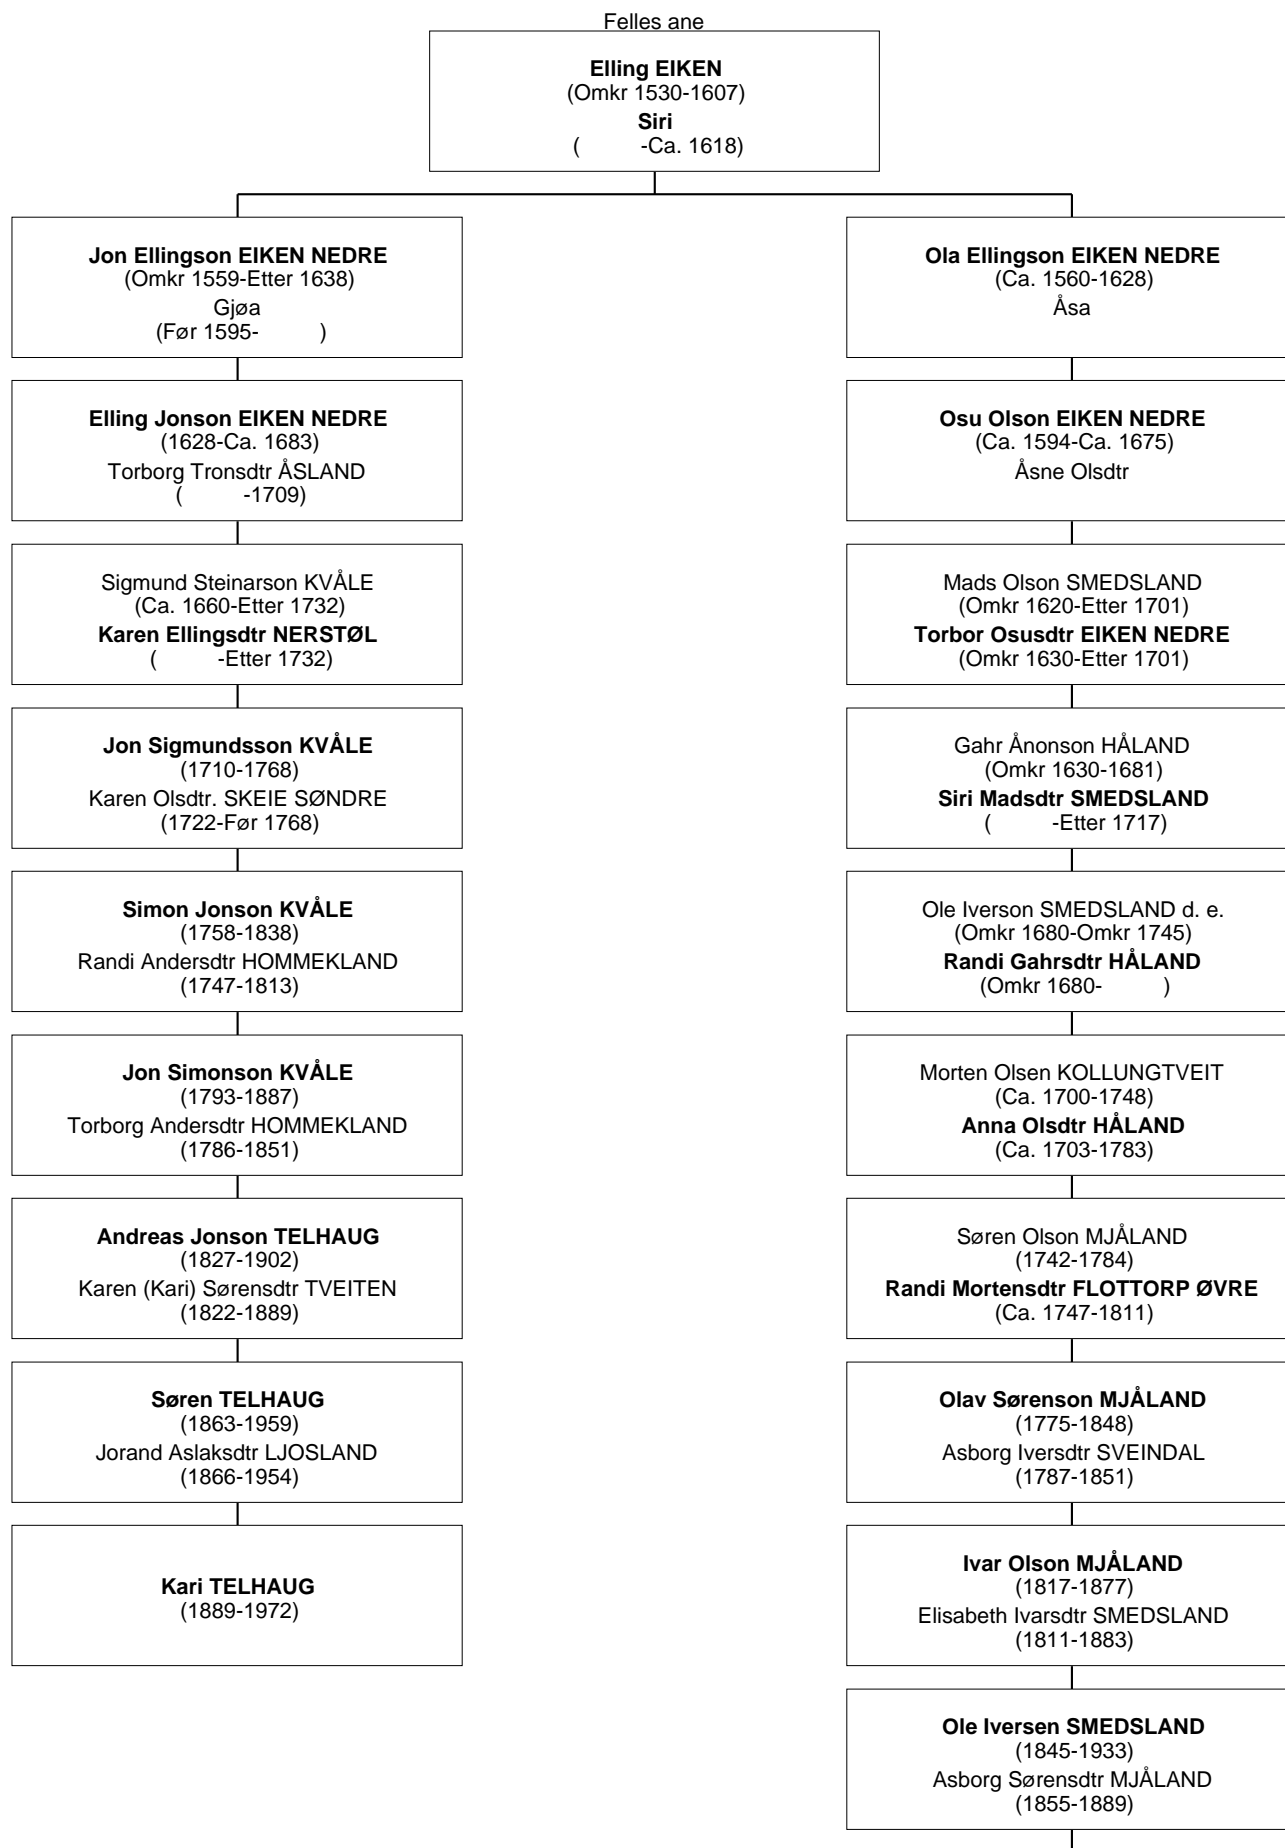 Felles ane
Elling EIKEN
(Omkr 1530-1607)
Siri
( -Ca. 1618)
Jon Ellingson EIKEN NEDRE
(Omkr 1559-Etter 1638)
Gjøa
(Før 1595- )
Elling Jonson EIKEN NEDRE
(1628-Ca. 1683)
Torborg Tronsdtr ÅSLAND
( -1709)
Sigmund Steinarson KVÅLE
(Ca. 1660-Etter 1732)
Karen Ellingsdtr NERSTØL
( -Etter 1732)
Jon Sigmundsson KVÅLE
(1710-1768)
Karen Olsdtr. SKEIE SØNDRE
(1722-Før 1768)
Simon Jonson KVÅLE
(1758-1838)
Randi Andersdtr HOMMEKLAND
(1747-1813)
Jon Simonson KVÅLE
(1793-1887)
Torborg Andersdtr HOMMEKLAND
(1786-1851)
Andreas Jonson TELHAUG
(1827-1902)
Karen (Kari) Sørensdtr TVEITEN
(1822-1889)
Søren TELHAUG
(1863-1959)
Jorand Aslaksdtr LJOSLAND
(1866-1954)
Kari TELHAUG
(1889-1972)
Ola Ellingson EIKEN NEDRE
(Ca. 1560-1628)
Åsa
Osu Olson EIKEN NEDRE
(Ca. 1594-Ca. 1675)
Åsne Olsdtr
Mads Olson SMEDSLAND
(Omkr 1620-Etter 1701)
Torbor Osusdtr EIKEN NEDRE
(Omkr 1630-Etter 1701)
Gahr Ånonson HÅLAND
(Omkr 1630-1681)
Siri Madsdtr SMEDSLAND
( -Etter 1717)
Ole Iverson SMEDSLAND d. e.
(Omkr 1680-Omkr 1745)
Randi Gahrsdtr HÅLAND
(Omkr 1680- )
Morten Olsen KOLLUNGTVEIT
(Ca. 1700-1748)
Anna Olsdtr HÅLAND
(Ca. 1703-1783)
Søren Olson MJÅLAND
(1742-1784)
Randi Mortensdtr FLOTTORP ØVRE
(Ca. 1747-1811)
Olav Sørenson MJÅLAND
(1775-1848)
Asborg Iversdtr SVEINDAL
(1787-1851)
Ivar Olson MJÅLAND
(1817-1877)
Elisabeth Ivarsdtr SMEDSLAND
(1811-1883)
Ole Iversen SMEDSLAND
(1845-1933)
Asborg Sørensdtr MJÅLAND
(1855-1889)